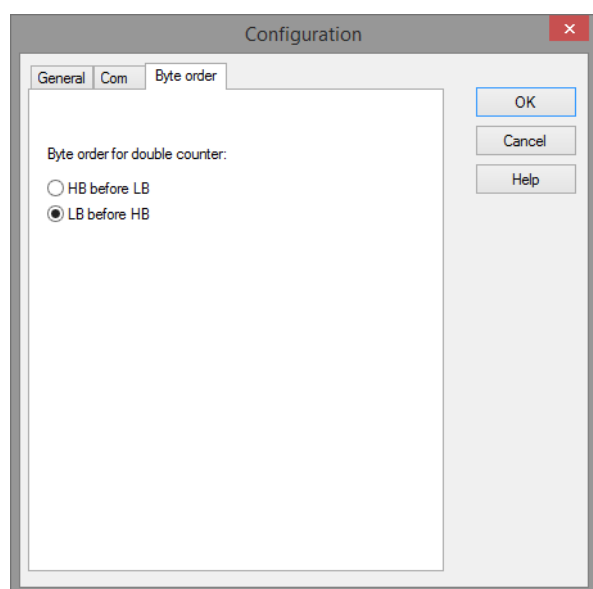 Configuration
General Com Byte order
OK
Cancel
Help
Byte order for double counter:
HB before LB
LB before HB